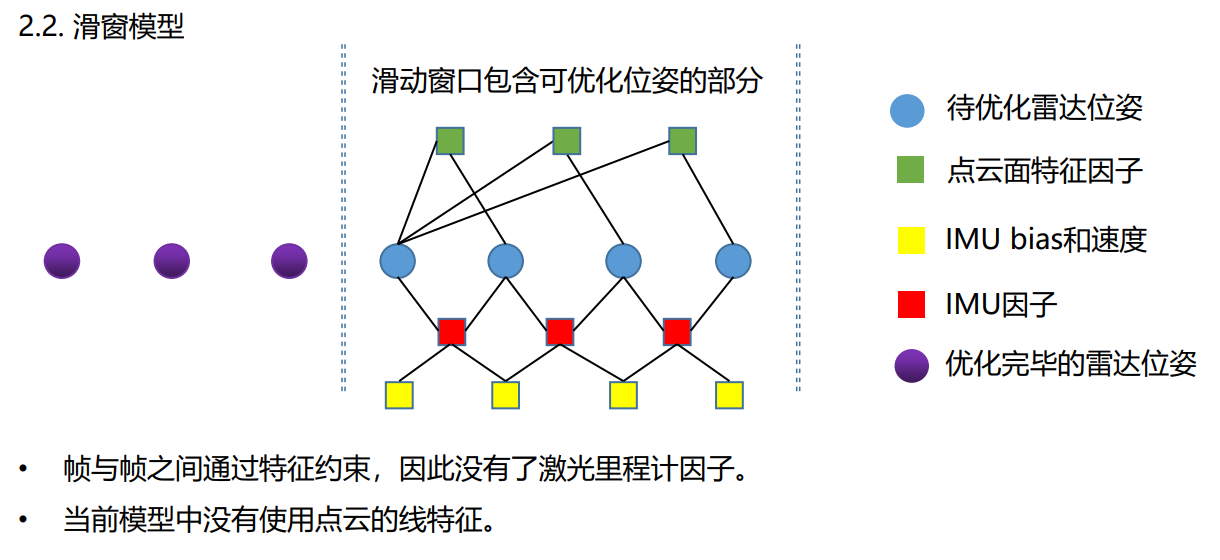 2.2. 滑窗模型
滑动窗口包含可优化位姿的部分
待优化雷达位姿
点云面特征因子
IMU bias和速度
IMU因子
优化完毕的雷达位姿
• 帧与帧之间通过特征约束，因此没有了激光里程计因子。
• 当前模型中没有使用点云的线特征。